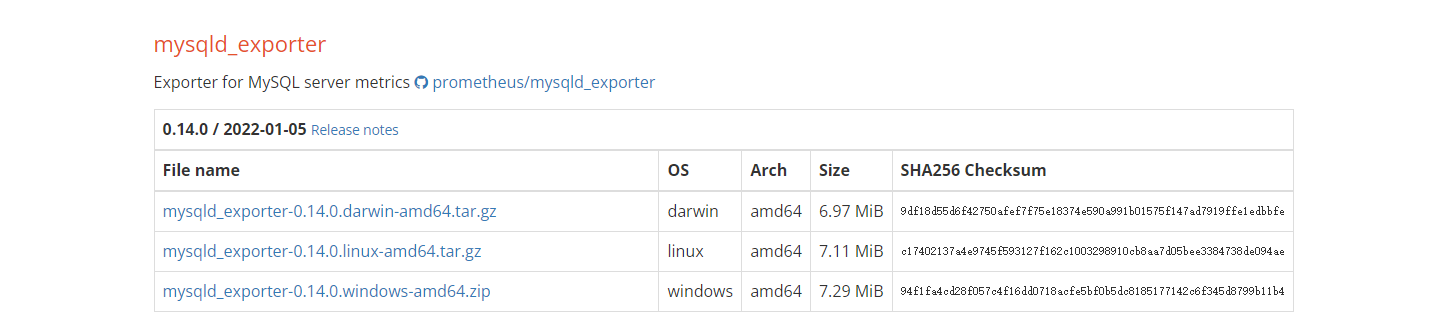 mysqld_exporter
Exporter for MySQL server metrics prometheus/mysqld_exporter
0.14.0 / 2022-01-05 Release notes
File name OS Arch Size SHA256 Checksum
mysqld_exporter-0.14.0.darwin-amd64.tar.gz darwin amd64 6.97 MiB 9df18d55d6f42750afef7f75e18374e590a991b01575f147ad7919ffe1edbbfe
mysqld_exporter-0.14.0.linux-amd64.tar.gz linux amd64 7.11 MiB c17402137a4e9745f593127f162c1003298910cb8aa7d05bee3384738de094ae
mysqld_exporter-0.14.0.windows-amd64.zip windows amd64 7.29 MiB 94f1fa4cd28f057c4f16dd0718acfe5bf0b5dc8185177142c6f345d8799b11b4